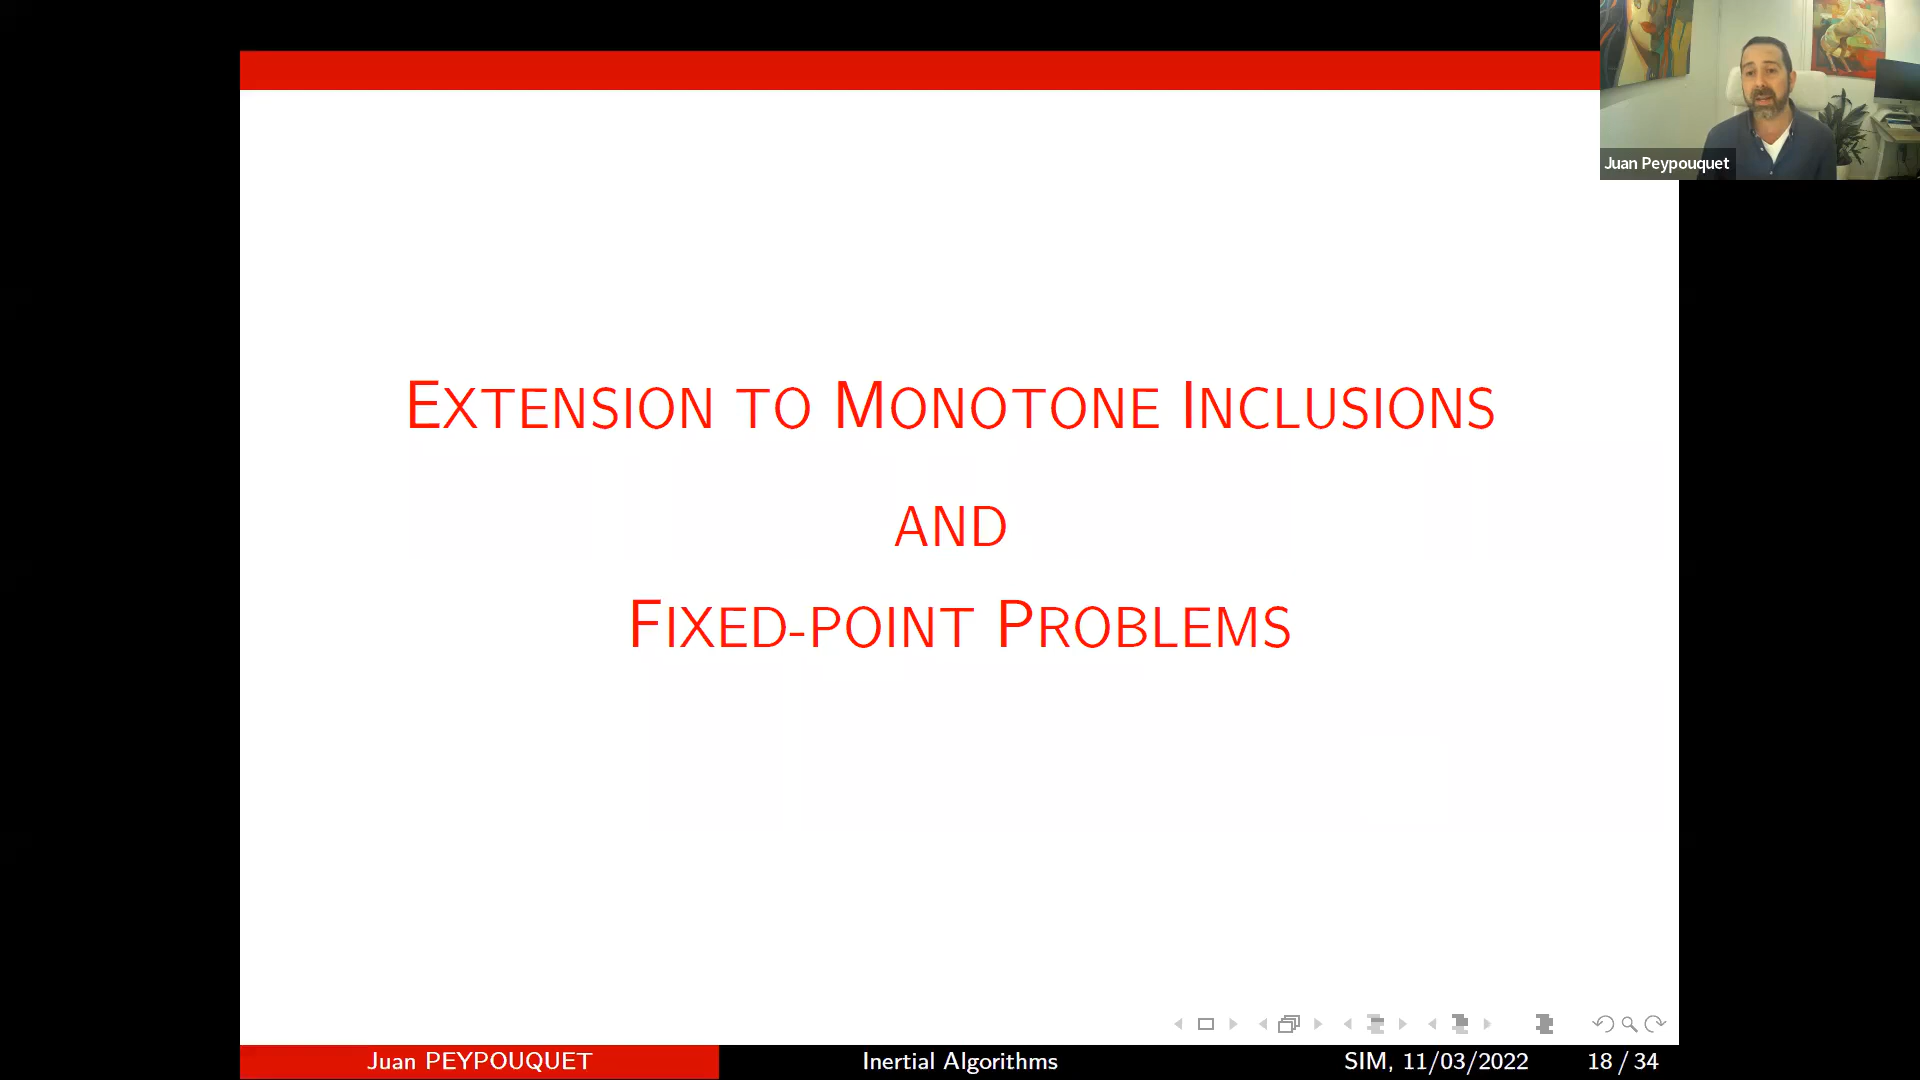 Juan Peypouquet
EXTENSION TO MONOTONE INCLUSIONS
AND
FIXED-POINT PROBLEMS
Juan PEYPOUQUET
Inertial Algorithms
SIM, 11/03/2022
18 / 34